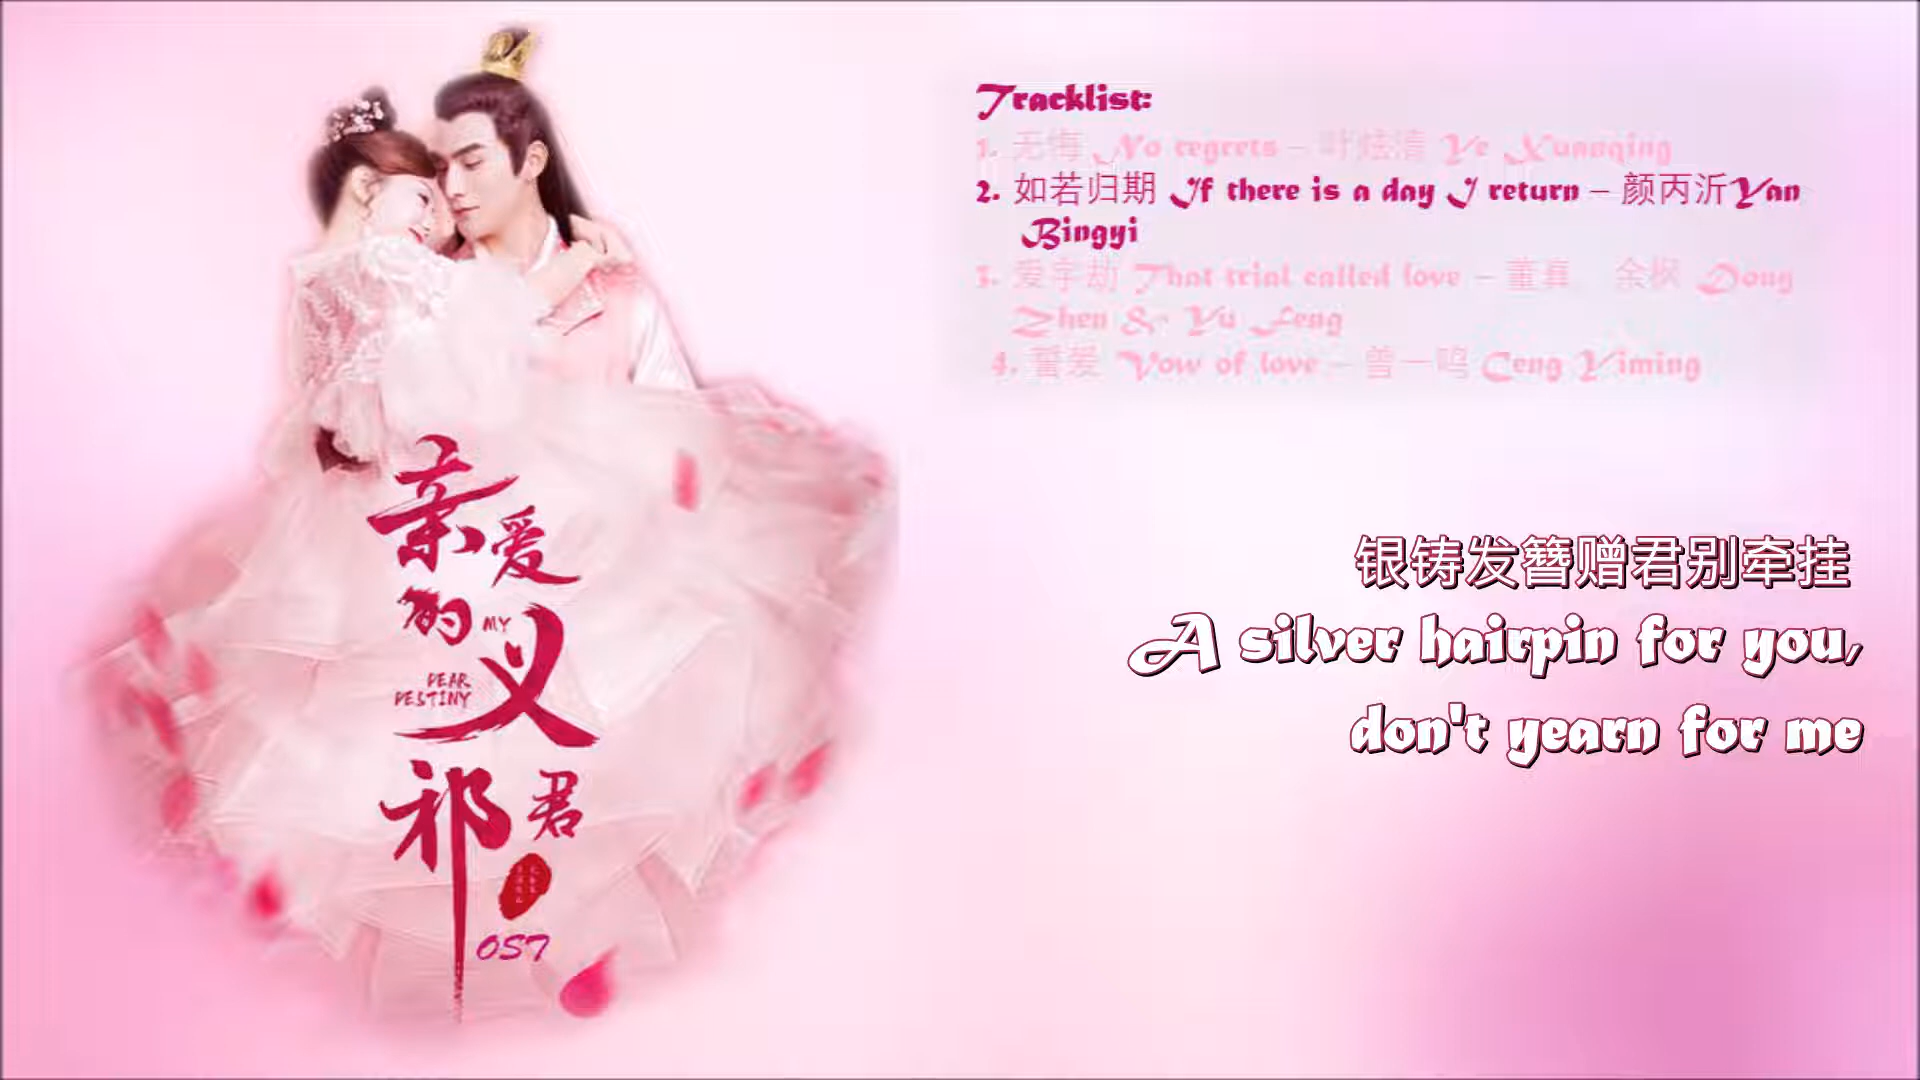 Tracklist:
1. 无悔 No regrets – 叶炫清 Ye Xuanqing
2. 如若归期 If there is a day I return – 颜丙沂 Yan
Bingyi
3. 爱字劫 That trial called love – 董真、余枫 Dong
Zhen & Yu Feng
4. 誓爱 Vow of love – 曾一鸣 Ceng Yiming
亲爱
的 MY
DEAR
DESTINY
义
祁君
OST
银铸发簪赠君别牵挂
A silver hairpin for you,
don't yearn for me